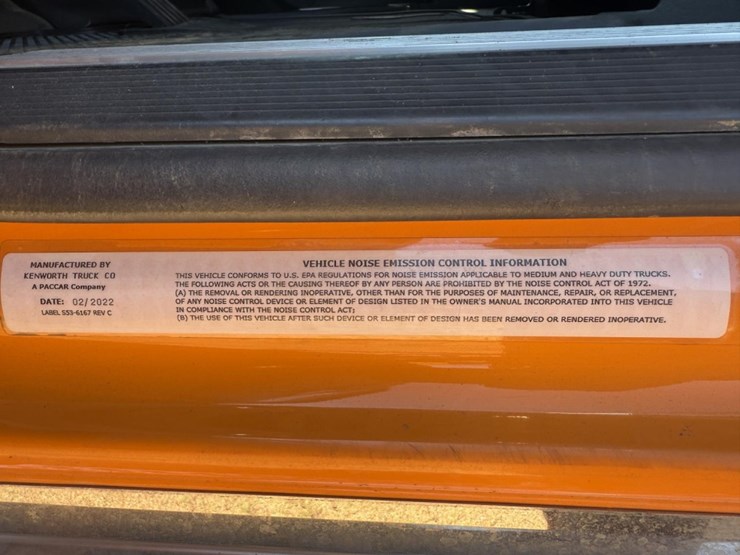 MANUFACTURED BY
KENWORTH TRUCK CO
A PACCAR Company
DATE: 02/2022
LABEL S53-6167 REV C
VEHICLE NOISE EMISSION CONTROL INFORMATION
THIS VEHICLE CONFORMS TO U.S. EPA REGULATIONS FOR NOISE EMISSION APPLICABLE TO MEDIUM AND HEAVY DUTY TRUCKS.
THE FOLLOWING ACTS OR THE CAUSING THEREOF BY ANY PERSON ARE PROHIBITED BY THE NOISE CONTROL ACT OF 1972.
(A) THE REMOVAL OR RENDERING INOPERATIVE, OTHER THAN FOR THE PURPOSES OF MAINTENANCE, REPAIR, OR REPLACEMENT,
OF ANY NOISE CONTROL DEVICE OR ELEMENT OF DESIGN LISTED IN THE OWNER'S MANUAL INCORPORATED INTO THIS VEHICLE
IN COMPLIANCE WITH THE NOISE CONTROL ACT;
(B) THE USE OF THIS VEHICLE AFTER SUCH DEVICE OR ELEMENT OF DESIGN HAS BEEN REMOVED OR RENDERED INOPERATIVE.